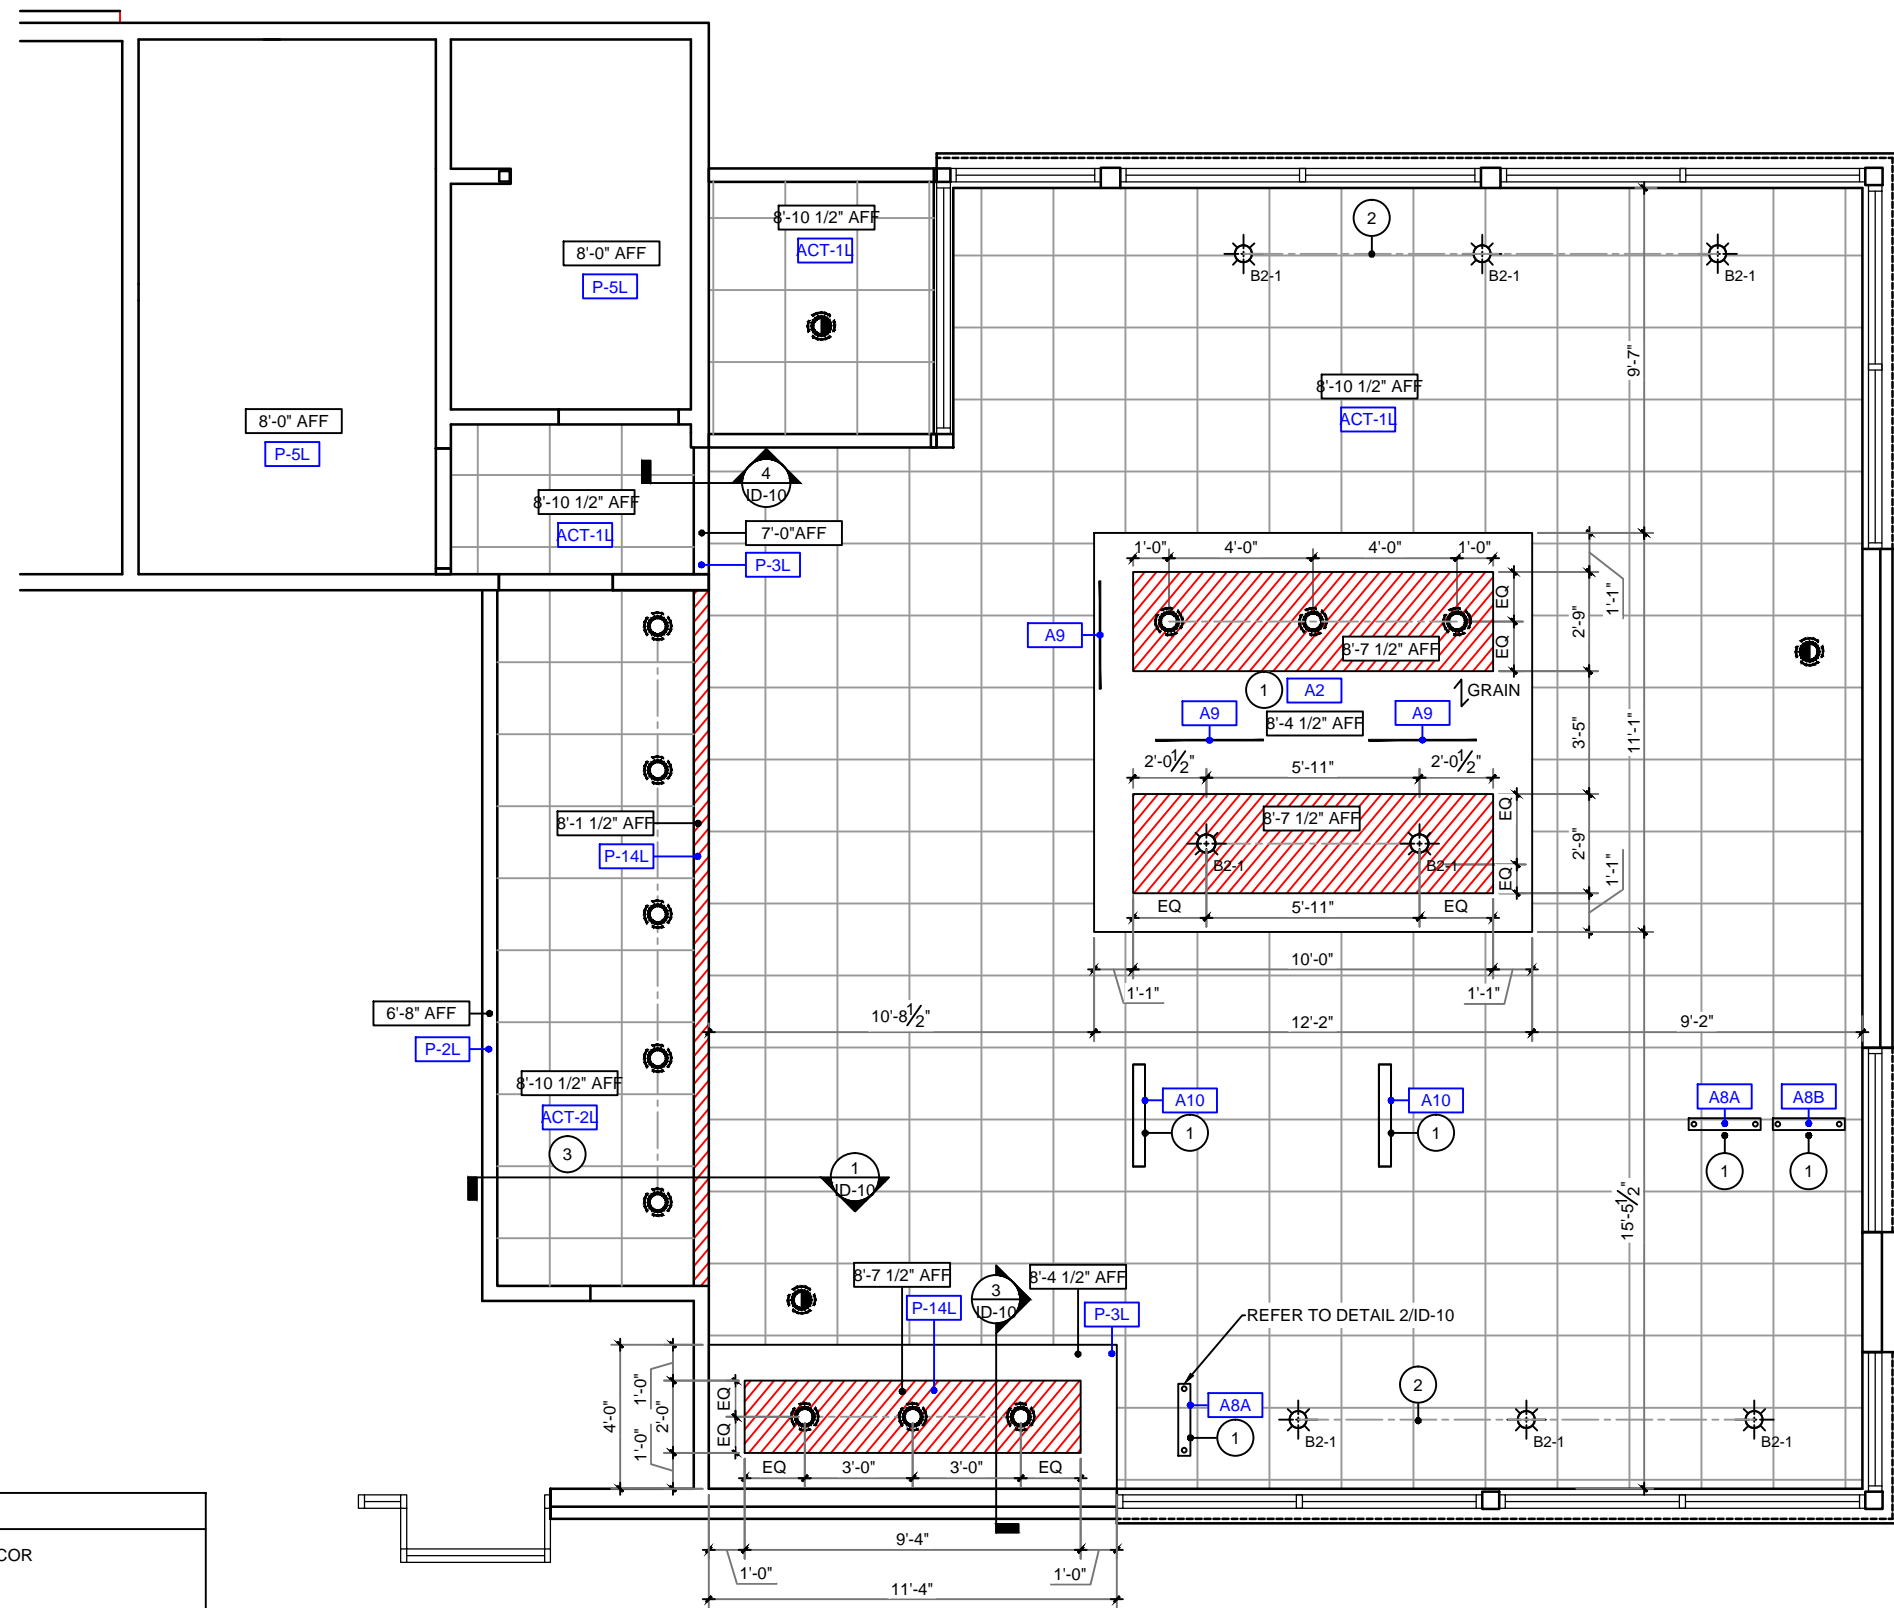 8'-10 1/2" AFF
ACT-1L
2
8'-0" AFF
P-5L
B2-1
B2-1
B2-1
9'-7"
8'-10 1/2" AFF
ACT-1L
8'-0" AFF
P-5L
4
ID-10
8'-10 1/2" AFF
ACT-1L
7'-0"AFF
P-3L
1'-0"
4'-0"
4'-0"
1'-0"
EQ
EQ
1'-1"
2'-9"
A9
8'-7 1/2" AFF
1
A2
GRAIN
A9
8'-4 1/2" AFF
A9
3'-5"
11'-1"
2'-0 1/2"
5'-11"
2'-0 1/2"
8'-1 1/2" AFF
P-14L
8'-7 1/2" AFF
B2-1
B2-1
EQ
EQ
2'-9"
1'-1"
EQ
5'-11"
EQ
10'-0"
1'-1"
1'-1"
6'-8" AFF
P-2L
10'-8 1/2"
12'-2"
9'-2"
8'-10 1/2" AFF
ACT-2L
3
A10
1
A10
1
A8A
A8B
1
1
1
ID-10
15'-5 1/2"
8'-7 1/2" AFF
P-14L
3
ID-10
8'-4 1/2" AFF
P-3L
REFER TO DETAIL 2/ID-10
4'-0"
1'-0"
1'-0"
2'-0"
EQ
EQ
A8A
1
2
B2-1
B2-1
B2-1
EQ
3'-0"
3'-0"
EQ
9'-4"
1'-0"
1'-0"
11'-4"
COR